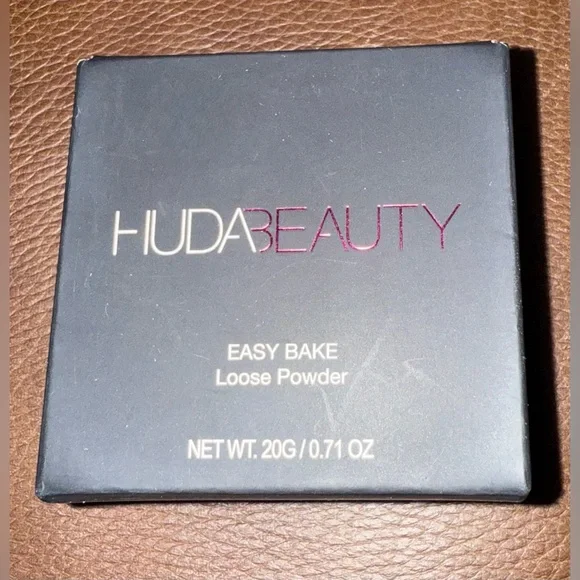 HUDABEAUTY
EASY BAKE
Loose Powder
NET WT. 20G / 0.71 OZ